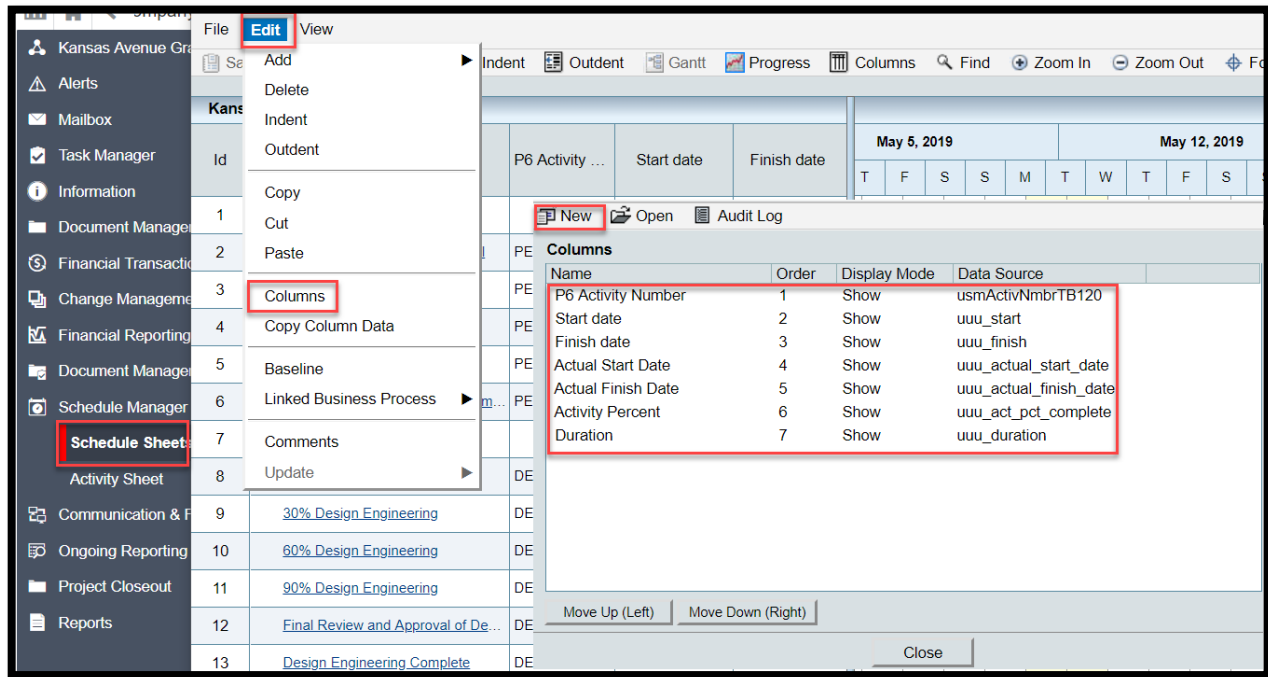 File Edit View
Kansas Avenue
Alerts
Mailbox
Task Manager
Information
Document Manage
Financial Transactio
Change Manageme
Financial Reporting
Document Manage
Schedule Manager
Schedule Sheets
Activity Sheet
Communication &
Ongoing Reporting
Project Closeout
Reports
Add
Delete
Indent
Outdent
Copy
Cut
Paste
Columns
Copy Column Data
Baseline
Linked Business Process
Comments
Update
Indent Outdent Gantt Progress Columns Find Zoom In Zoom Out
Kans
Id P6 Activity ... Start date Finish date
May 5, 2019 May 12, 2019
T F S S M T W T F S
1
2 PE
3 PE
4 PE
5 PE
6 m... PE
7
8 DE
9 30% Design Engineering DE
10 60% Design Engineering DE
11 90% Design Engineering DE
12 Final Review and Approval of De... DE
13 Design Engineering Complete DE
New Open Audit Log
Columns
Name Order Display Mode Data Source
P6 Activity Number 1 Show usmActivNmbrTB120
Start date 2 Show uuu_start
Finish date 3 Show uuu_finish
Actual Start Date 4 Show uuu_actual_start_date
Actual Finish Date 5 Show uuu_actual_finish_date
Activity Percent 6 Show uuu_act_pct_complete
Duration 7 Show uuu_duration
Move Up (Left) Move Down (Right)
Close